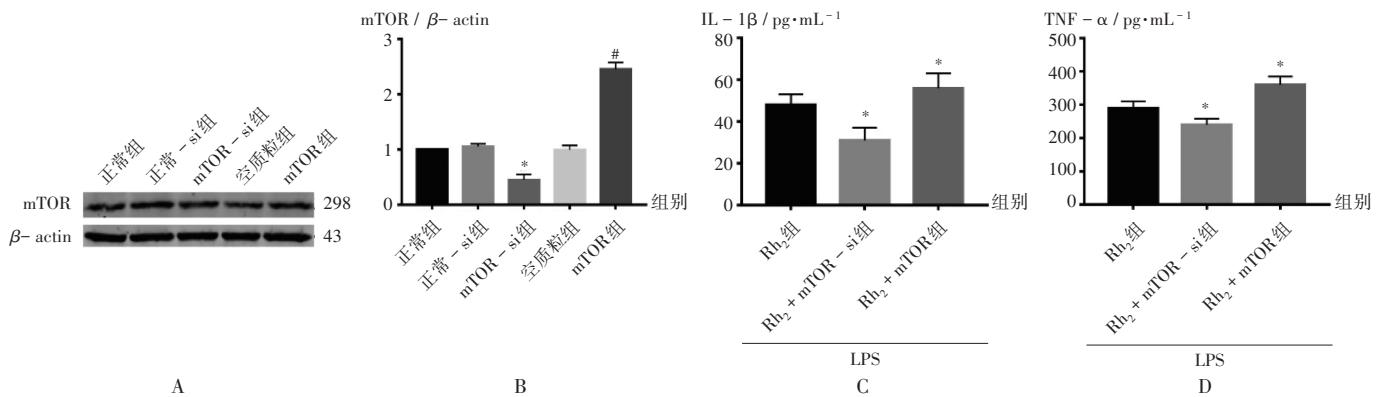 正常组
正常-si组
mTOR-si组
空质粒组
mTOR组
mTOR
298
β-actin
43
A
mTOR / β-actin
3
2
1
0
*
#
组别
正常组
正常-si组
mTOR-si组
空质粒组
mTOR组
B
IL-1β / pg·mL⁻¹
80
60
40
20
0
*
*
组别
Rh₂组
Rh₂+mTOR-si组
Rh₂+mTOR组
LPS
C
TNF-α / pg·mL⁻¹
500
400
300
200
100
0
*
*
组别
Rh₂组
Rh₂+mTOR-si组
Rh₂+mTOR组
LPS
D